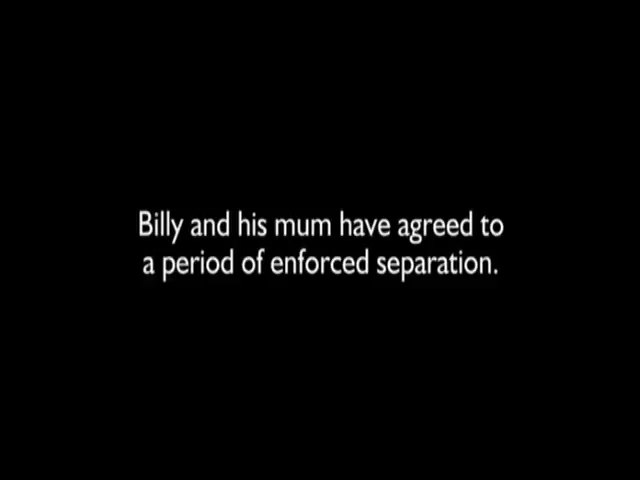 Billy and his mum have agreed to
a period of enforced separation.